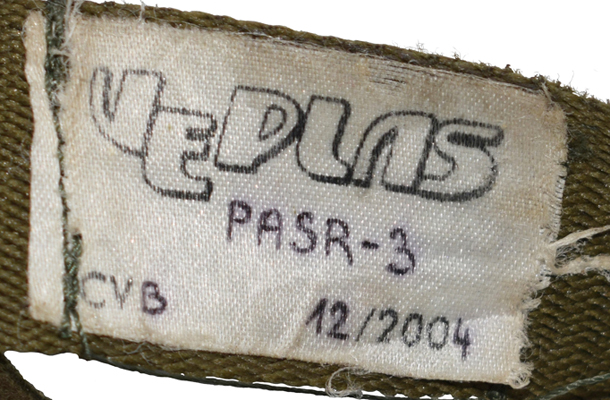 VEPLAS
PASR-3
CVB 12/2004